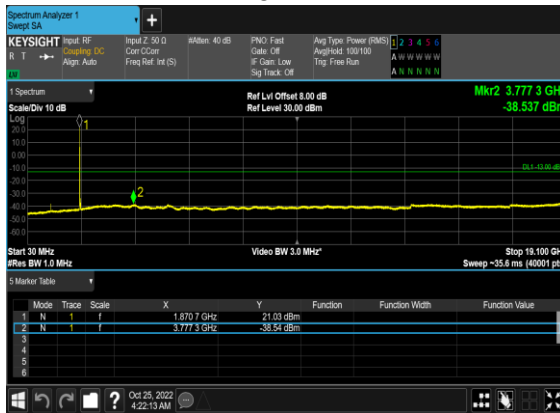 Spectrum Analyzer 1
Swept SA
+
KEYSIGHT Input: RF Input Z: 50 Ω #Atten: 40 dB PNO: Fast Avg Type: Power (RMS) 1 2 3 4 5 6
R T Coupling: DC Corr CCorr Gate: Off Avg|Hold: 100/100 A W W W W W
Align: Auto Freq Ref: Int (S) IF Gain: Low Trig: Free Run
Sig Track: Off A N N N N N
1 Spectrum Ref Lvl Offset 8.00 dB Mkr2 3.777 3 GH
Scale/Div 10 dB Ref Level 30.00 dBm -38.537 dBr
Log
20.0
10.0
0.00
-10.0
-20.0
-30.0
-40.0
-50.0
-60.0
1
2
DL1 -13.00 dB
Start 30 MHz Video BW 3.0 MHz* Stop 19.100 GH
#Res BW 1.0 MHz Sweep ~35.6 ms (40001 pt
5 Marker Table
Mode Trace Scale X Y Function Function Width Function Value
1 N 1 f 1.870 7 GHz 21.03 dBm
2 N 1 f 3.777 3 GHz -38.54 dBm
3
4
5
6
? Oct 25, 2022
4:22:13 AM